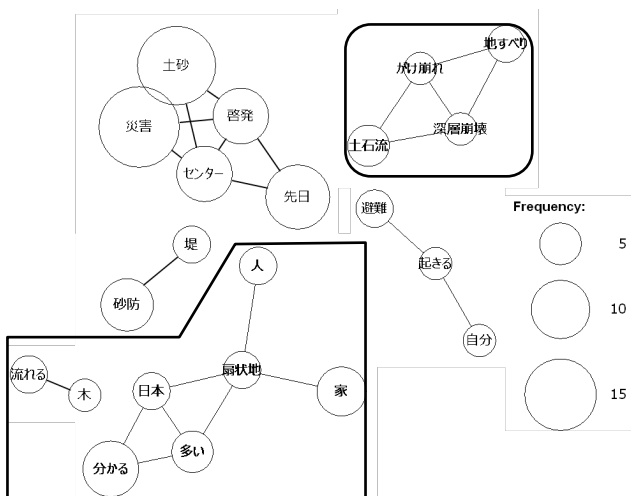 土砂
災害
啓発
センター
先日
地すべり
がけ崩れ
深層崩壊
土石流
避難
起きる
自分
Frequency:
5
10
15
堤
砂防
人
扇状地
家
日本
多い
分かる
流れる
木